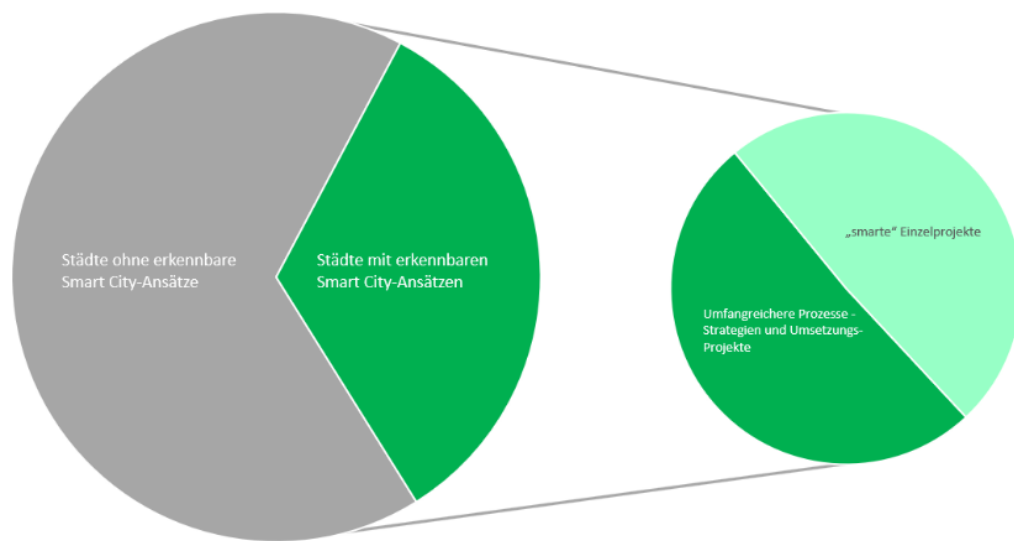 Städte ohne erkennbare
Smart City-Ansätze
Städte mit erkennbaren
Smart City-Ansätzen
„smarte“ Einzelprojekte
Umfangreichere Prozesse -
Strategien und Umsetzungs-
Projekte